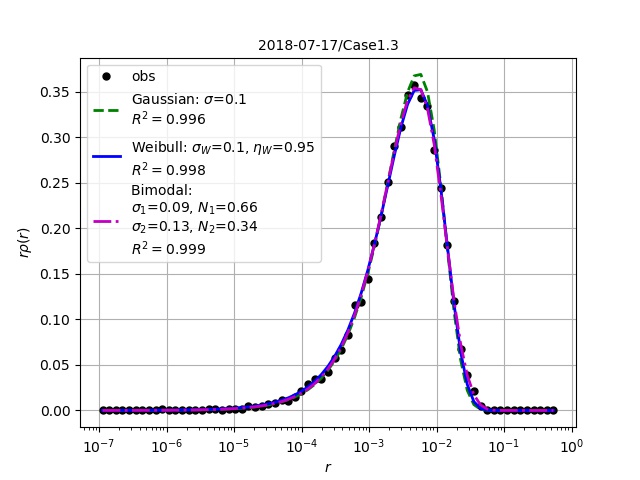 2018-07-17/Case1.3
obs
Gaussian: σ=0.1
R² = 0.996
Weibull: σ_W=0.1, η_W=0.95
R² = 0.998
Bimodal:
σ₁=0.09, N₁=0.66
σ₂=0.13, N₂=0.34
R² = 0.999
rρ(r)
0.35
0.30
0.25
0.20
0.15
0.10
0.05
0.00
10⁻⁷ 10⁻⁶ 10⁻⁵ 10⁻⁴ 10⁻³ 10⁻² 10⁻¹ 10⁰
r